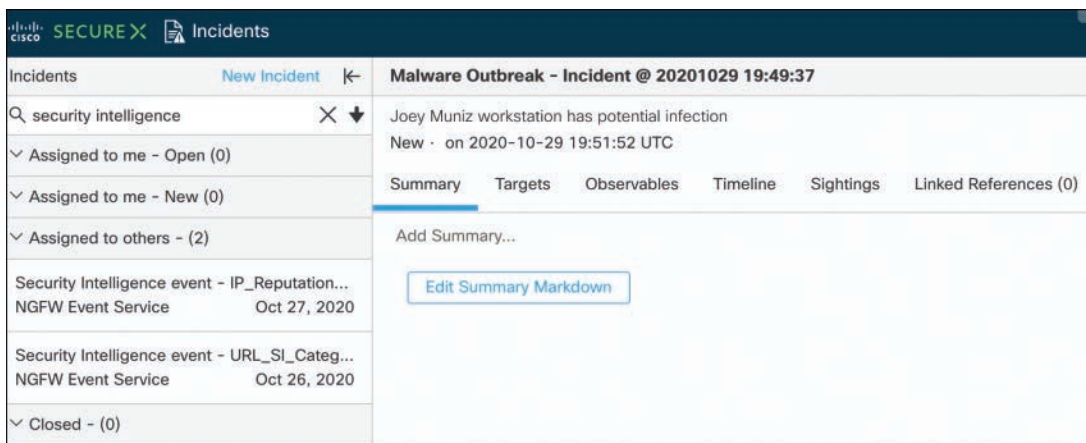 CISCO SECUREX Incidents
Incidents New Incident
security intelligence
Assigned to me - Open (0)
Assigned to me - New (0)
Assigned to others - (2)
Security Intelligence event - IP_Reputation...
NGFW Event Service Oct 27, 2020
Security Intelligence event - URL_SI_Categ...
NGFW Event Service Oct 26, 2020
Closed - (0)
Malware Outbreak - Incident @ 20201029 19:49:37
Joey Muniz workstation has potential infection
New · on 2020-10-29 19:51:52 UTC
Summary Targets Observables Timeline Sightings Linked References (0)
Add Summary...
Edit Summary Markdown